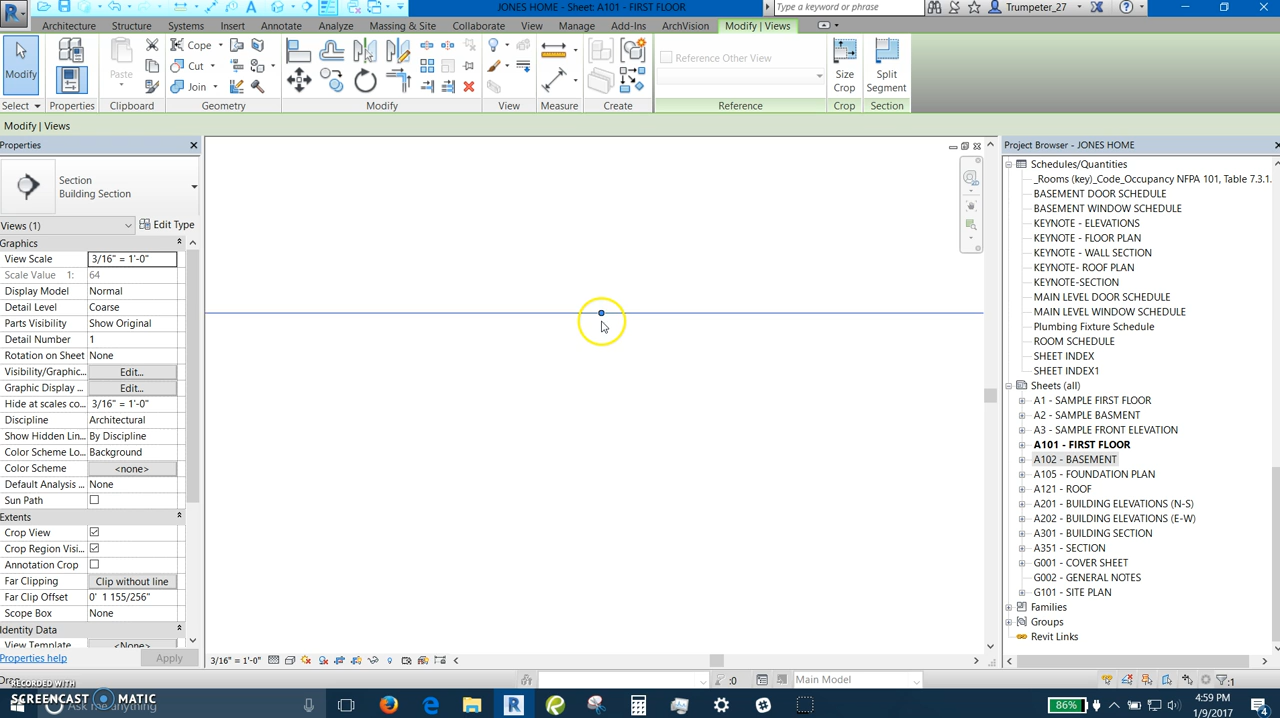 JONES HOME - Sheet: A101 - FIRST FLOOR
Type a keyword or phrase
Trumpeter_27
Architecture Structure Systems Insert Annotate Analyze Massing & Site Collaborate View Manage Add-Ins ArchVision Modify | Views
Modify
Paste
Cope
Cut
Join
Reference Other View
Size Crop
Split Segment
Select Properties Clipboard Geometry Modify View Measure Create Reference Crop Section
Modify | Views
Properties
Section
Building Section
Views (1)
Edit Type
Graphics
View Scale 3/16" = 1'-0"
Scale Value 1: 64
Display Model Normal
Detail Level Coarse
Parts Visibility Show Original
Detail Number 1
Rotation on Sheet None
Visibility/Graphic... Edit...
Graphic Display ... Edit...
Hide at scales co... 3/16" = 1'-0"
Discipline Architectural
Show Hidden Lin... By Discipline
Color Scheme Lo... Background
Color Scheme <none>
Default Analysis ... None
Sun Path
Extents
Crop View
Crop Region Visi...
Annotation Crop
Far Clipping Clip without line
Far Clip Offset 0' 1 155/256"
Scope Box None
Identity Data
View Template <None>
Properties help
Apply
Project Browser - JONES HOME
Schedules/Quantities
_Rooms (key)_Code_Occupancy NFPA 101, Table 7.3.1.
BASEMENT DOOR SCHEDULE
BASEMENT WINDOW SCHEDULE
KEYNOTE - ELEVATIONS
KEYNOTE - FLOOR PLAN
KEYNOTE - WALL SECTION
KEYNOTE- ROOF PLAN
KEYNOTE-SECTION
MAIN LEVEL DOOR SCHEDULE
MAIN LEVEL WINDOW SCHEDULE
Plumbing Fixture Schedule
ROOM SCHEDULE
SHEET INDEX
SHEET INDEX1
Sheets (all)
A1 - SAMPLE FIRST FLOOR
A2 - SAMPLE BASMENT
A3 - SAMPLE FRONT ELEVATION
A101 - FIRST FLOOR
A102 - BASEMENT
A105 - FOUNDATION PLAN
A121 - ROOF
A201 - BUILDING ELEVATIONS (N-S)
A202 - BUILDING ELEVATIONS (E-W)
A301 - BUILDING SECTION
A351 - SECTION
G001 - COVER SHEET
G002 - GENERAL NOTES
G101 - SITE PLAN
Families
Groups
Revit Links
3/16" = 1'-0"
:0
Main Model
:1
RECORDED WITH
SCREENCAST MATIC
Ask me anything
86%
4:59 PM
1/9/2017
4